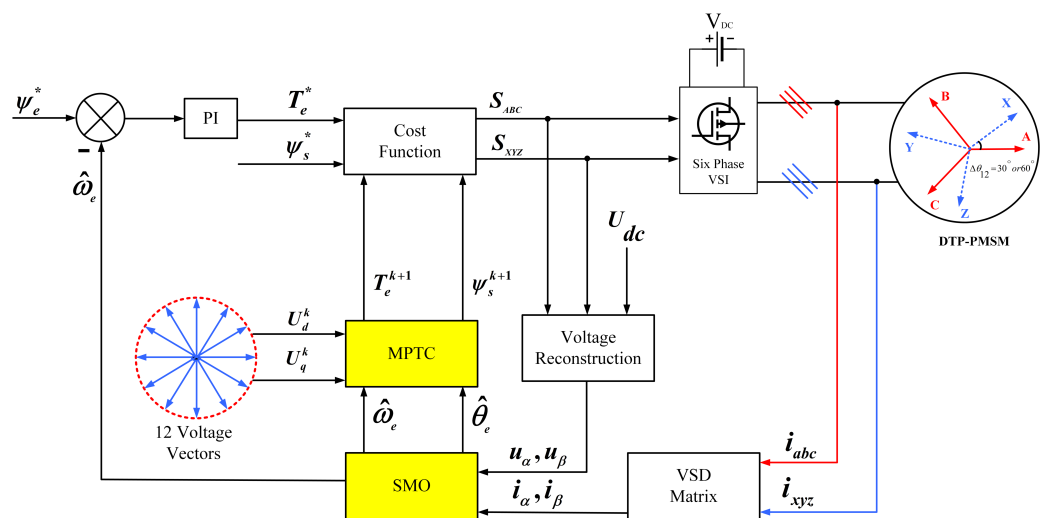 V_DC
+ −
ψ_e^*
T_e^*
PI
ψ_s^*
Cost
Function
S_ABC
S_XYZ
Six Phase
VSI
B
X
A
Y
C
Z
Δθ_12=30°or60°
DTP-PMSM
-
ω̂_e
U_dc
T_e^{k+1}
ψ_s^{k+1}
U_d^k
U_q^k
MPTC
Voltage
Reconstruction
12 Voltage
Vectors
ω̂_e
θ̂_e
SMO
u_α, u_β
i_α, i_β
VSD
Matrix
i_abc
i_xyz